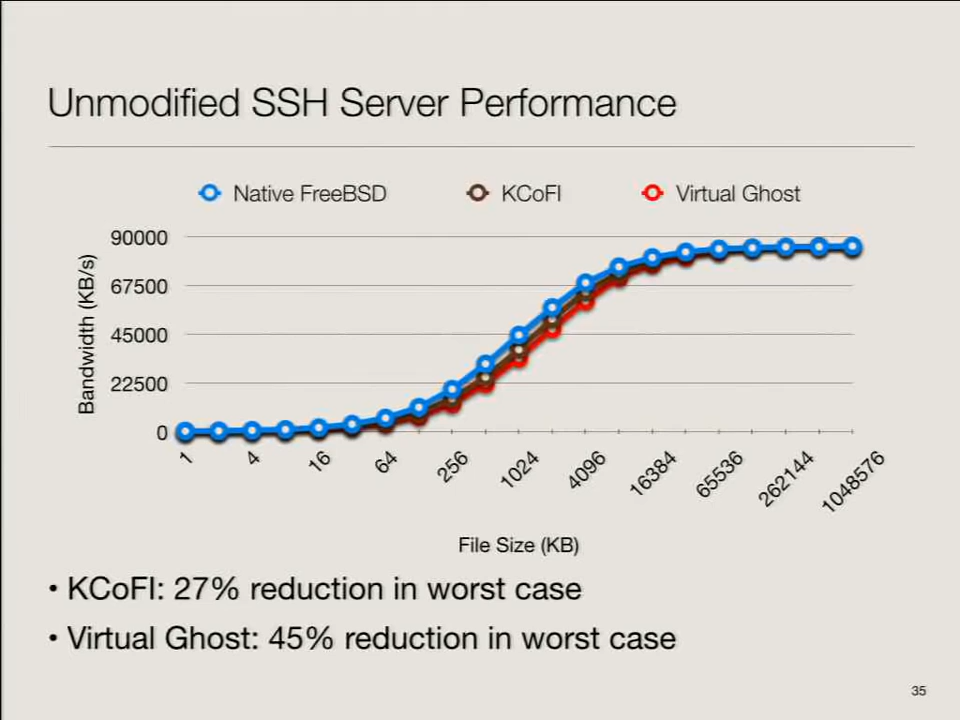 Unmodified SSH Server Performance
Native FreeBSD KCoFI Virtual Ghost
90000
67500
45000
22500
0
Bandwidth (KB/s)
1 4 16 64 256 1024 4096 16384 65536 262144 1048576
File Size (KB)
• KCoFI: 27% reduction in worst case
• Virtual Ghost: 45% reduction in worst case
35